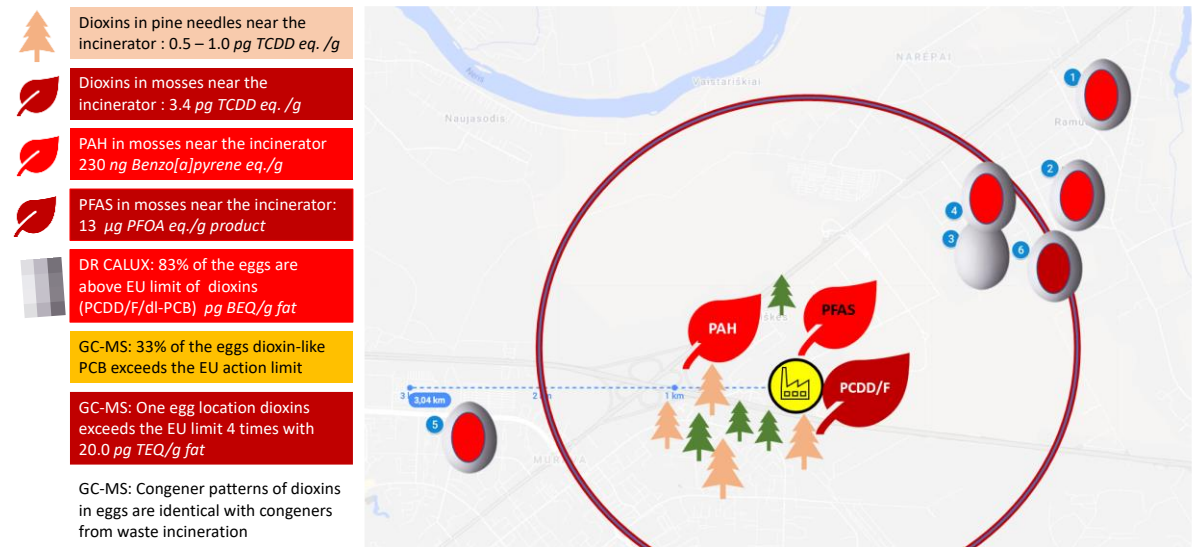 Dioxins in pine needles near the
incinerator : 0.5 – 1.0 pg TCDD eq. /g
Dioxins in mosses near the
incinerator : 3.4 pg TCDD eq. /g
PAH in mosses near the incinerator
230 ng Benzo[a]pyrene eq./g
PFAS in mosses near the incinerator:
13 µg PFOA eq./g product
DR CALUX: 83% of the eggs are
above EU limit of dioxins
(PCDD/F/dl-PCB) pg BEQ/g fat
GC-MS: 33% of the eggs dioxin-like
PCB exceeds the EU action limit
GC-MS: One egg location dioxins
exceeds the EU limit 4 times with
20.0 pg TEQ/g fat
GC-MS: Congener patterns of dioxins
in eggs are identical with congeners
from waste incineration
NAREPAI
Vaistariškiai
Neris
Naujasodis
1
2
4
3
6
PAH
PFAS
PCDD/F
2 km
1 km
3,04 km
5